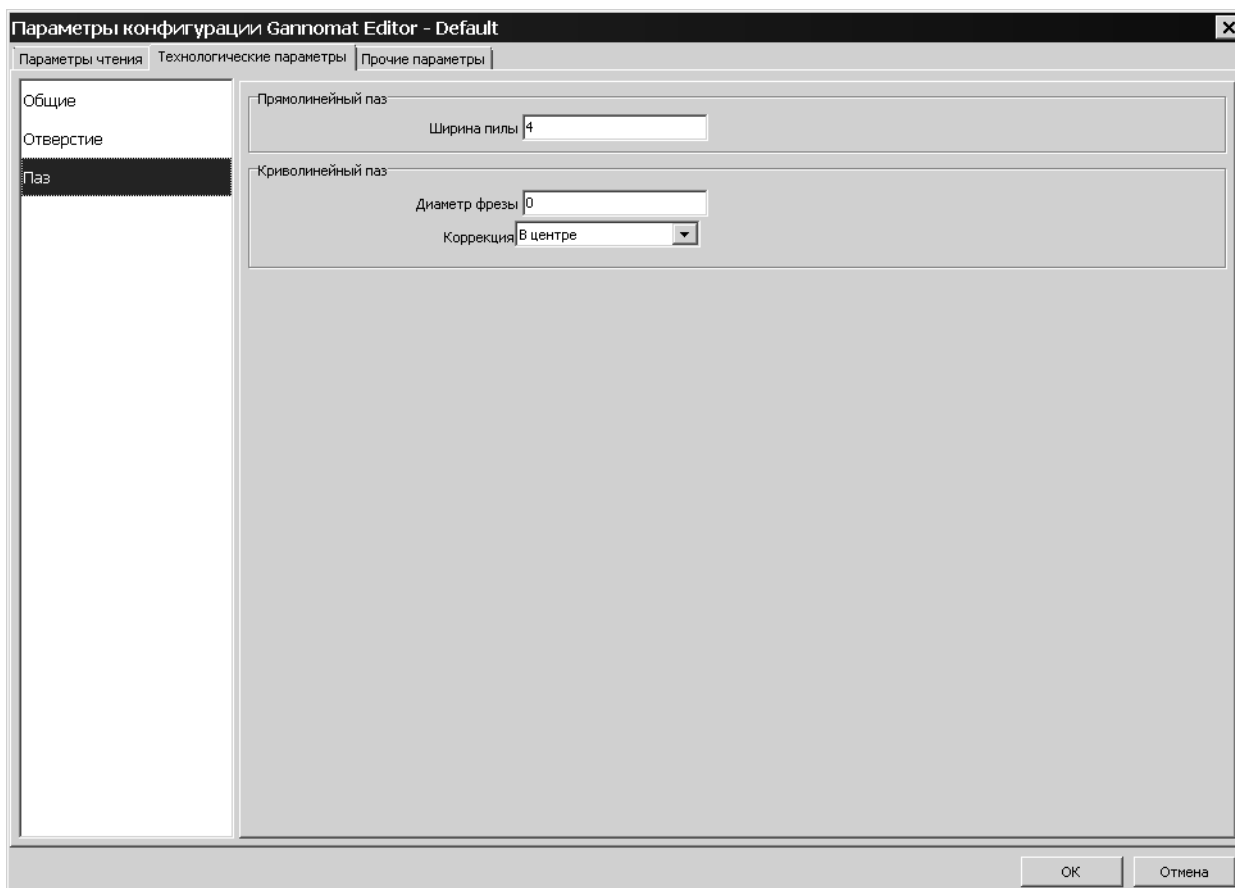 Параметры конфигурации Gannomat Editor - Default
Параметры чтения Технологические параметры Прочие параметры
Общие
Отверстие
Паз
Прямолинейный паз
Ширина пилы 4
Криволинейный паз
Диаметр фрезы 0
Коррекция В центре
ОК Отмена